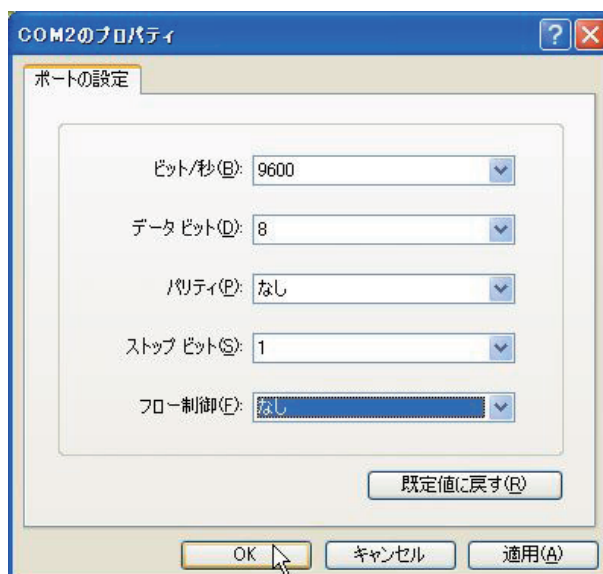 COM2のプロパティ
ポートの設定
ビット/秒(B): 9600
データ ビット(D): 8
パリティ(P): なし
ストップ ビット(S): 1
フロー制御(F): なし
既定値に戻す(R)
OK キャンセル 適用(A)